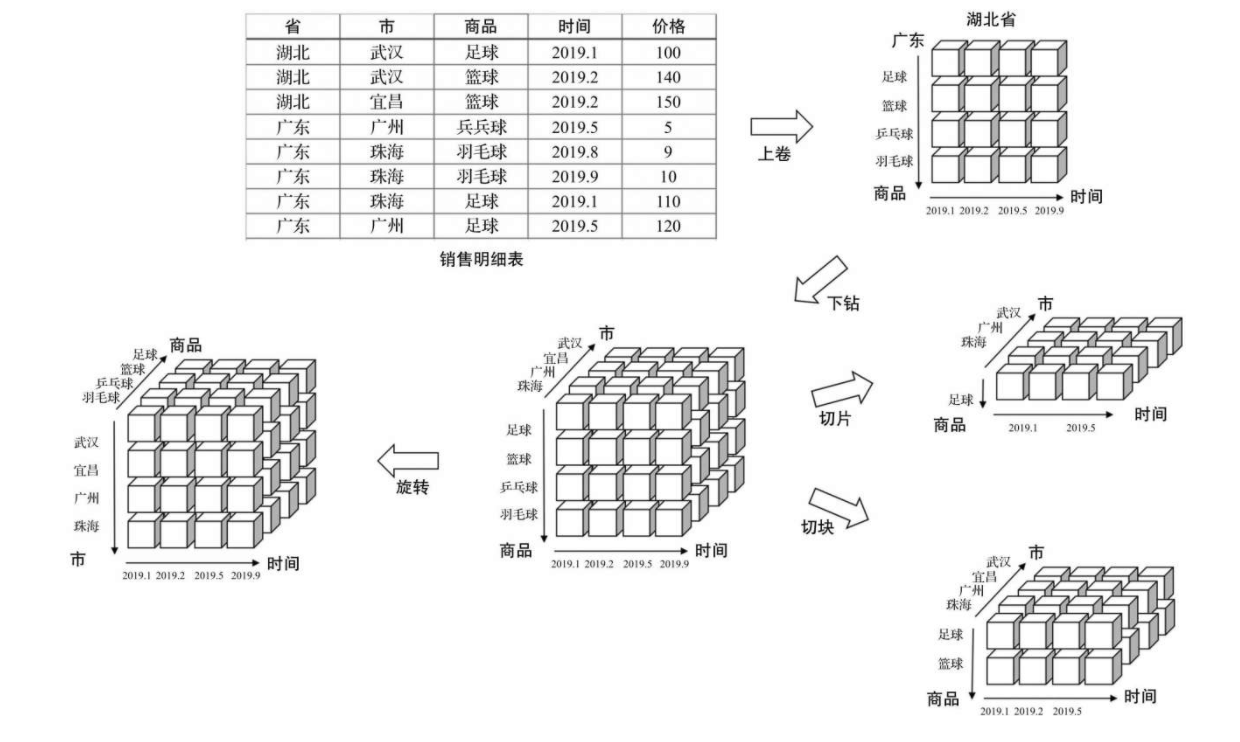 省 市 商品 时间 价格
湖北 武汉 足球 2019.1 100
湖北 武汉 篮球 2019.2 140
湖北 宜昌 篮球 2019.2 150
广东 广州 兵兵球 2019.5 5
广东 珠海 羽毛球 2019.8 9
广东 珠海 羽毛球 2019.9 10
广东 珠海 足球 2019.1 110
广东 广州 足球 2019.5 120
销售明细表
上卷
湖北省
广东
足球
篮球
乒乓球
羽毛球
商品
时间
2019.1 2019.2 2019.5 2019.9
下钻
商品
足球
篮球
乒乓球
羽毛球
武汉
宜昌
广州
珠海
市
时间
2019.1 2019.2 2019.5 2019.9
旋转
市
武汉
宜昌
广州
珠海
足球
篮球
乒乓球
羽毛球
商品
时间
2019.1 2019.2 2019.5 2019.9
切片
市
武汉
广州
珠海
足球
商品
时间
2019.1 2019.5
切块
市
武汉
宜昌
广州
珠海
足球
篮球
商品
时间
2019.1 2019.2 2019.5